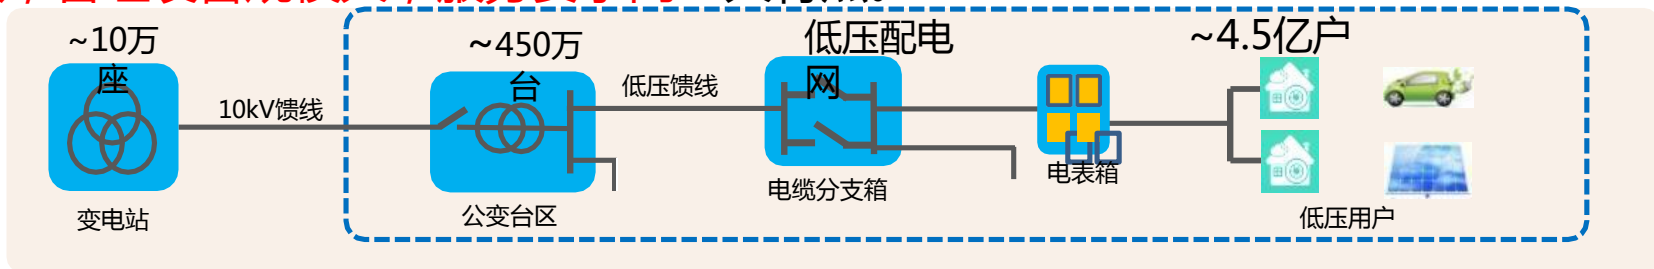 ~10万
座
~450万
台
低压配电
网
~4.5亿户
10kV馈线
低压馈线
变电站
公变台区
电缆分支箱
电表箱
低压用户